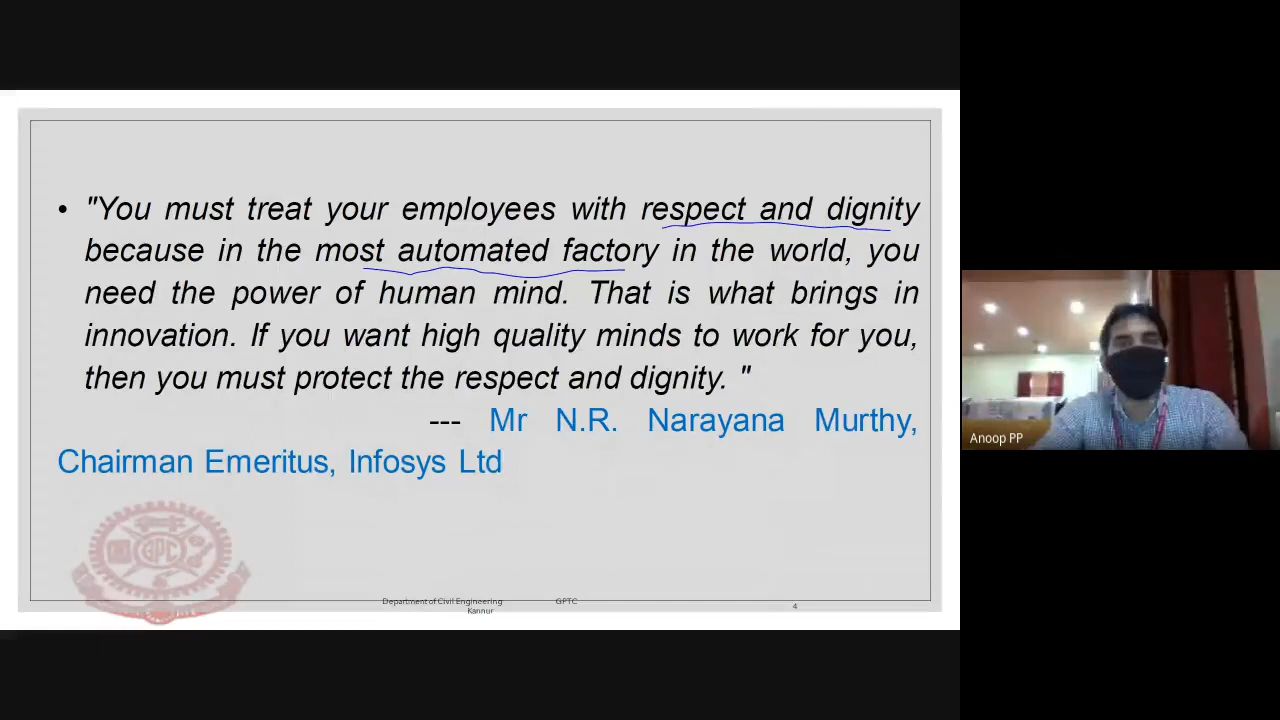 • "You must treat your employees with respect and dignity
because in the most automated factory in the world, you
need the power of human mind. That is what brings in
innovation. If you want high quality minds to work for you,
then you must protect the respect and dignity. "
--- Mr N.R. Narayana Murthy,
Chairman Emeritus, Infosys Ltd
Anoop PP
GPC
Department of Civil Engineering GPTC
Kannur
4